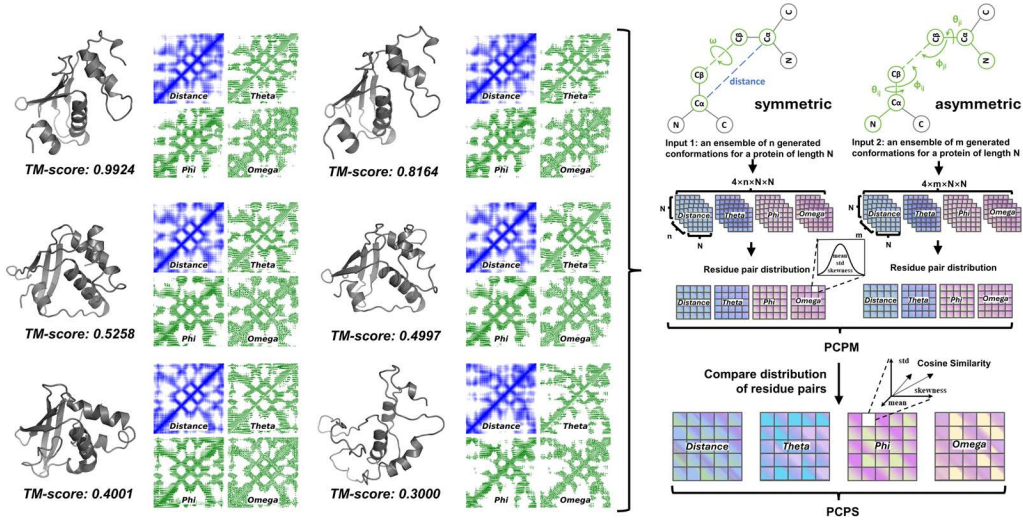 Distance
Theta
Phi
Omega
TM-score: 0.9924
Distance
Theta
Phi
Omega
TM-score: 0.8164
Distance
Theta
Phi
Omega
TM-score: 0.5258
Distance
Theta
Phi
Omega
TM-score: 0.4997
Distance
Theta
Phi
Omega
TM-score: 0.4001
Distance
Theta
Phi
Omega
TM-score: 0.3000
C
Cβ
Cα
ω
N
Cβ
distance
Cα
N
C
symmetric
C
θji
Cβ
Cα
φji
N
Cβ
θij
φij
Cα
N
C
asymmetric
Input 1: an ensemble of n generated
conformations for a protein of length N
Input 2: an ensemble of m generated
conformations for a protein of length N
4×n×N×N
4×m×N×N
N
Distance
Theta
Phi
Omega
n
N
N
Distance
Theta
Phi
Omega
m
N
mean
std
skewness
Residue pair distribution
Residue pair distribution
Distance
Theta
Phi
Omega
Distance
Theta
Phi
Omega
PCPM
Compare distribution
of residue pairs
std
Cosine Similarity
skewness
mean
Distance
Theta
Phi
Omega
PCPS